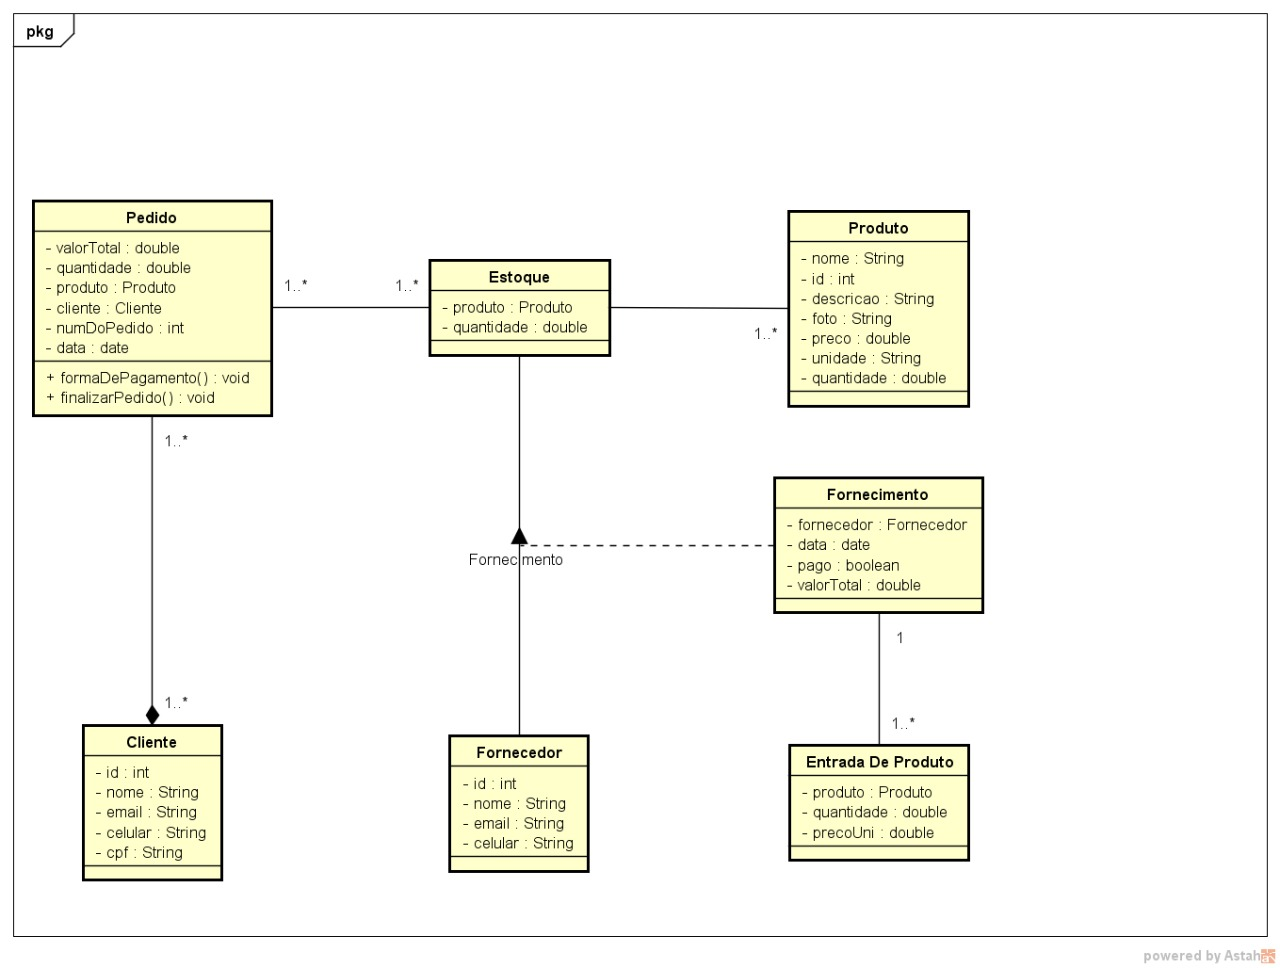 pkg
Pedido
- valorTotal : double
- quantidade : double
- produto : Produto
- cliente : Cliente
- numDoPedido : int
- data : date
+ formaDePagamento() : void
+ finalizarPedido() : void
1..*
1..*
Estoque
- produto : Produto
- quantidade : double
1..*
Produto
- nome : String
- id : int
- descricao : String
- foto : String
- preco : double
- unidade : String
- quantidade : double
1..*
1..*
Cliente
- id : int
- nome : String
- email : String
- celular : String
- cpf : String
Fornecimento
Fornecedor
- id : int
- nome : String
- email : String
- celular : String
Fornecimento
- fornecedor : Fornecedor
- data : date
- pago : boolean
- valorTotal : double
1
1..*
Entrada De Produto
- produto : Produto
- quantidade : double
- precoUni : double
powered by Astah